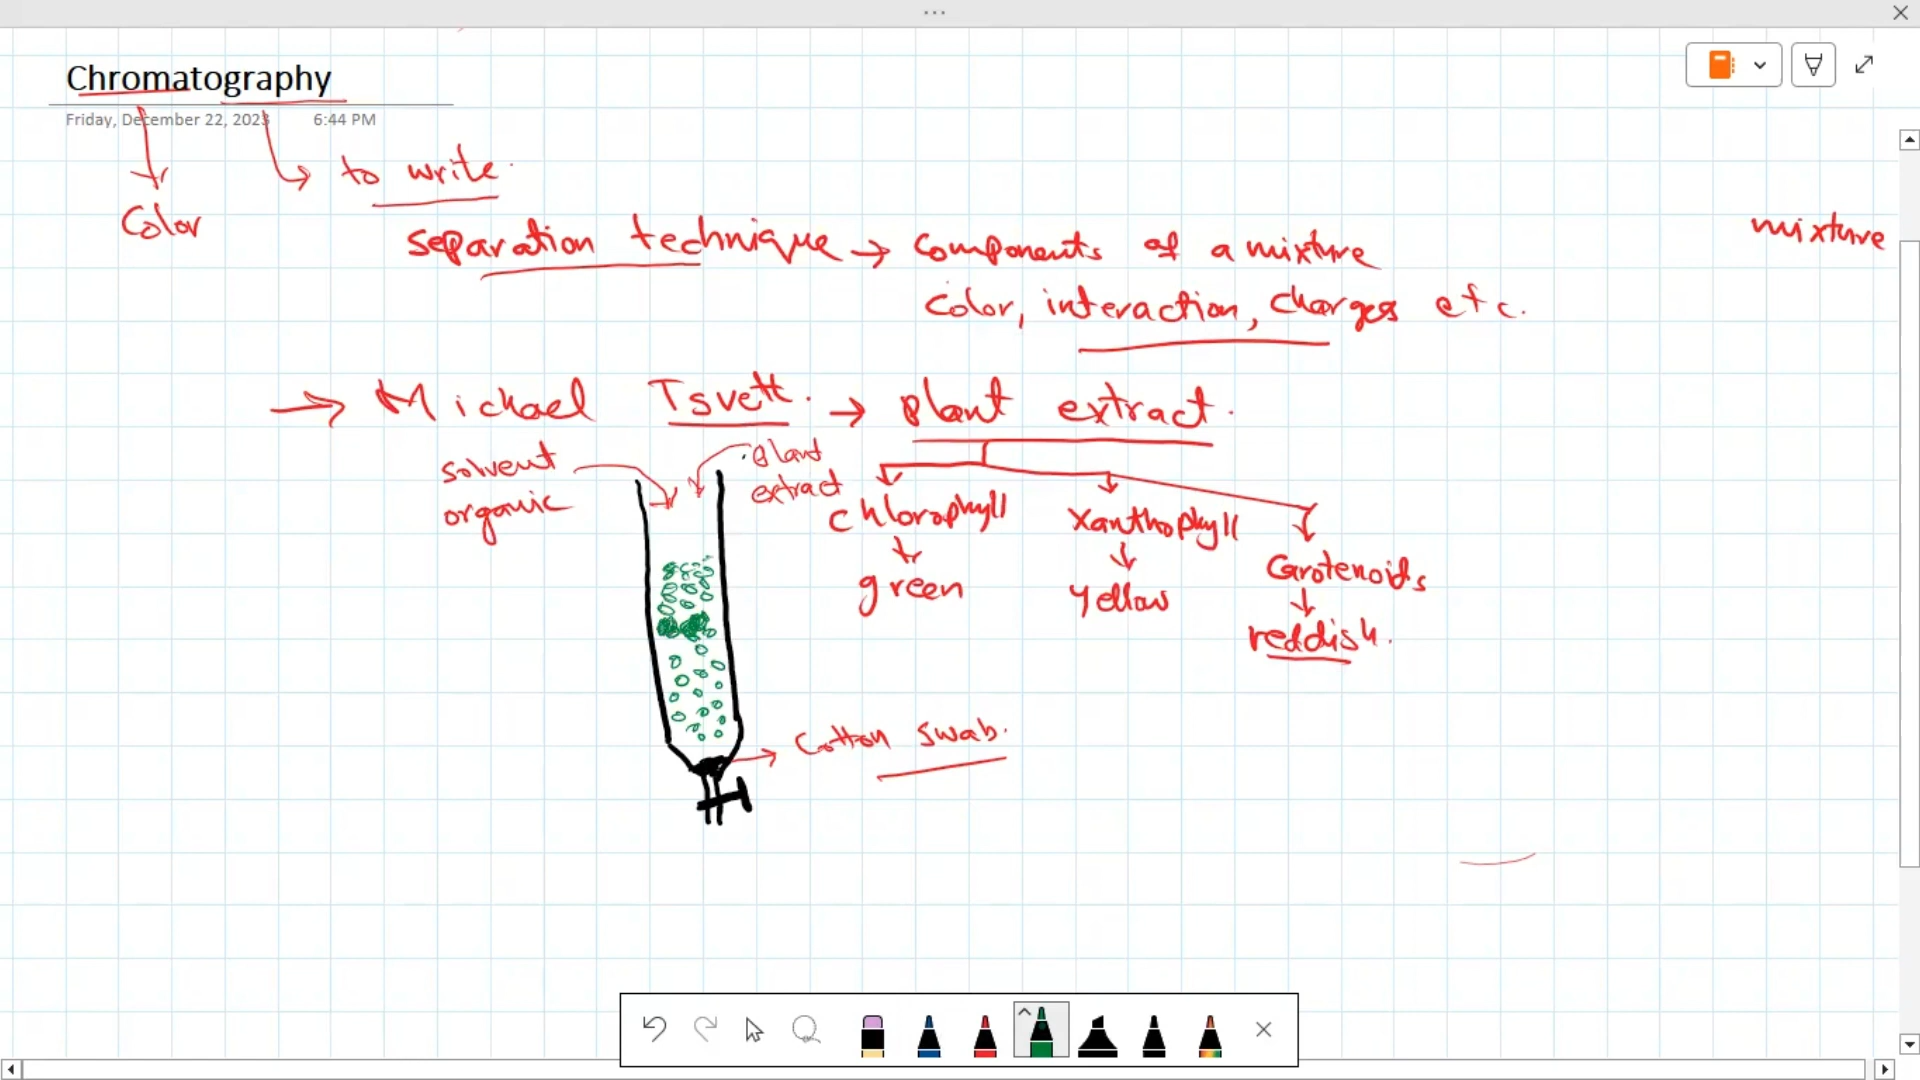 Chromatography
Friday, December 22, 2023 6:44 PM
to write.
Color
separation technique → Components of a mixture
mixture
Color, interaction, charges etc.
→ Michael Tsvett. → plant extract.
solvent
organic
plant
extract
chlorophyll
green
Xanthophyll
yellow
Carotenoids
reddish.
Cotton swab.